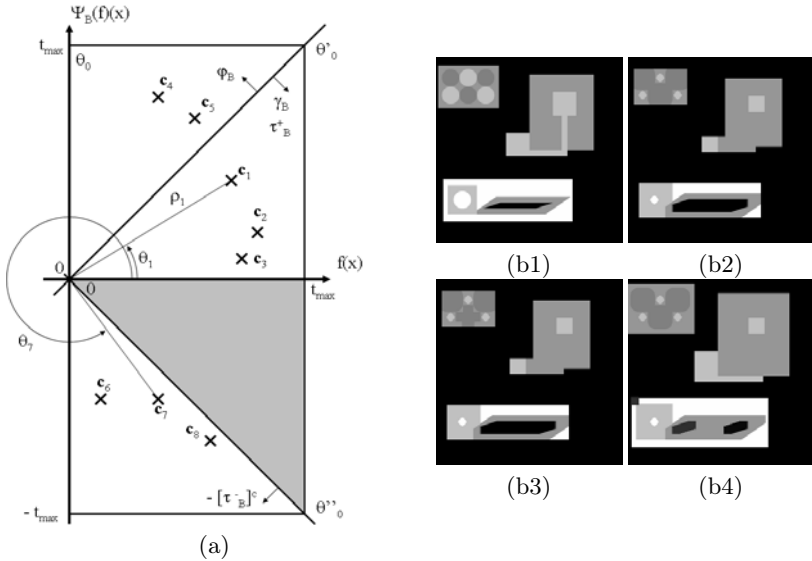 Ψ_B(f)(x)
t_max
θ_0
θ'_0
c_4
c_5
φ_B
γ_B
τ^+_B
c_1
ρ_1
c_2
c_3
θ_1
f(x)
0
0
t_max
θ_7
c_6
c_7
c_8
- [τ^-_B]^c
- t_max
θ''_0
(a)
(b1)
(b2)
(b3)
(b4)